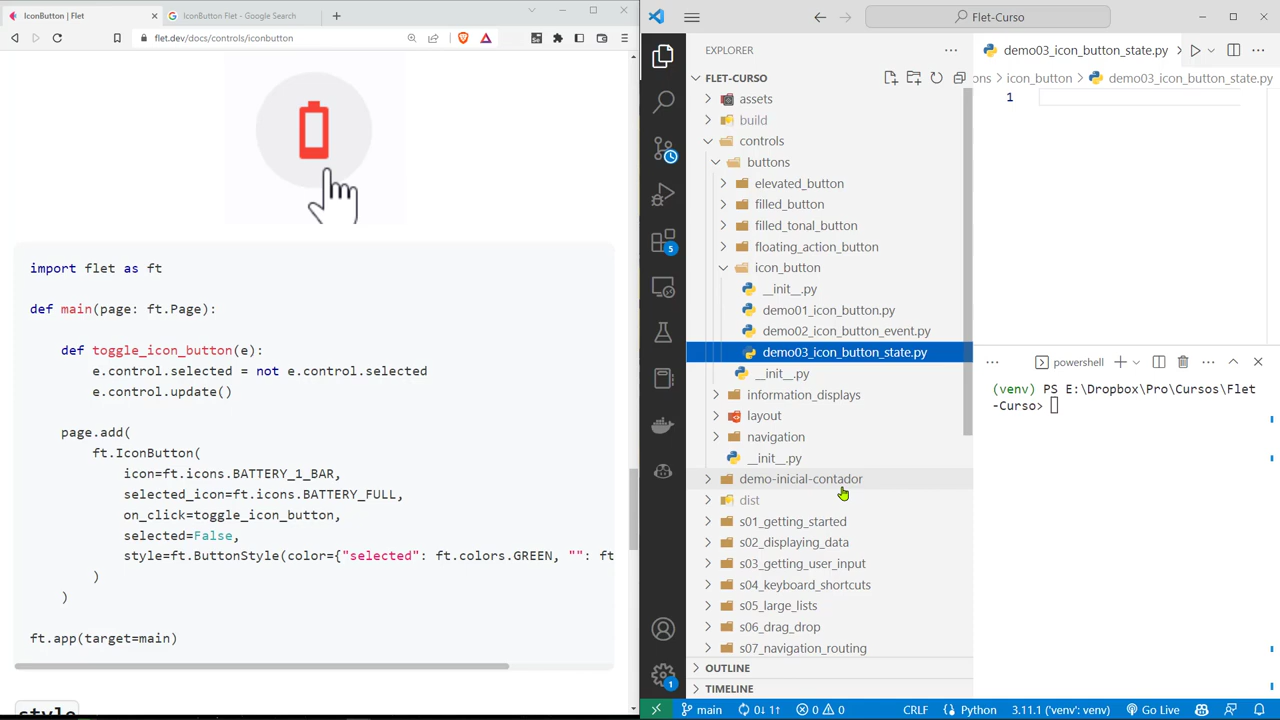 IconButton | Flet
IconButton Flet - Google Search
flet.dev/docs/controls/iconbutton
import flet as ft
def main(page: ft.Page):
def toggle_icon_button(e):
e.control.selected = not e.control.selected
e.control.update()
page.add(
ft.IconButton(
icon=ft.icons.BATTERY_1_BAR,
selected_icon=ft.icons.BATTERY_FULL,
on_click=toggle_icon_button,
selected=False,
style=ft.ButtonStyle(color={"selected": ft.colors.GREEN, "": ft
)
)
ft.app(target=main)
style
Flet-Curso
EXPLORER
FLET-CURSO
assets
build
controls
buttons
elevated_button
filled_button
filled_tonal_button
floating_action_button
icon_button
__init__.py
demo01_icon_button.py
demo02_icon_button_event.py
demo03_icon_button_state.py
__init__.py
information_displays
layout
navigation
__init__.py
demo-inicial-contador
dist
s01_getting_started
s02_displaying_data
s03_getting_user_input
s04_keyboard_shortcuts
s05_large_lists
s06_drag_drop
s07_navigation_routing
OUTLINE
TIMELINE
5
1
demo03_icon_button_state.py
ons > icon_button > demo03_icon_button_state.py
1
powershell
(venv) PS E:\Dropbox\Pro\Cursos\Flet
-Curso>
main 0↓ 1↑ 0 0 CRLF Python 3.11.1 ('venv': venv) Go Live